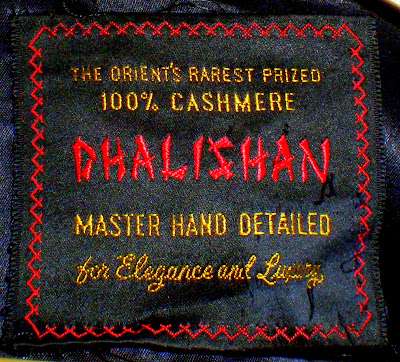 THE ORIENT'S RAREST PRIZED
100% CASHMERE
DHALISHAN
MASTER HAND DETAILED
for Elegance and Luxury